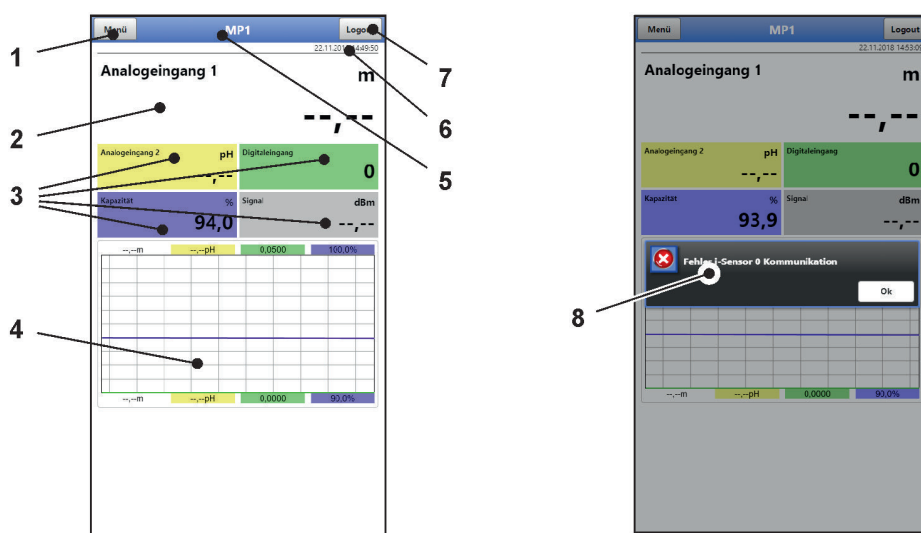 Menü MP1 Logout
22.11.2018 14:49:50
Analogeingang 1 m
--,--
Analogeingang 2 pH
--,--
Digitaleingang
0
Kapazität %
94,0
Signal dBm
--,--
--,--m --,--pH 0,0500 100,0%
--,--m --,--pH 0,0000 90,0%
1
2
3
4
5
6
7
Menü MP1 Logout
22.11.2018 14:53:09
Analogeingang 1 m
--,--
Analogeingang 2 pH
--,--
Digitaleingang
0
Kapazität %
93,9
Signal dBm
--,--
Fehler i-Sensor 0 Kommunikation
Ok
--,--m --,--pH 0,0000 90,0%
8